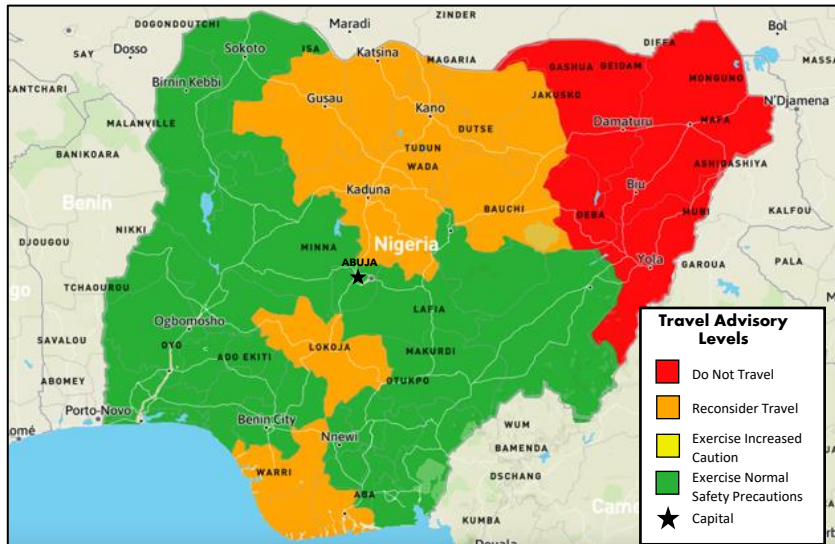 ZINDER
DOGONDOUTCHI
Maradi
Bol
SAY
Dosso
Sokoto
ISA
Katsina
DIFFA
MASSA
MAGARIA
GASHUA
GEIDAM
MONGUNO
KANTCHARI
Birnin Kebbi
Gusau
Kano
JAKUSKO
N'Djamena
MALANVILLE
DUTSE
Damaturu
MAFA
TUDUN
WADA
BANIKOARA
ASHIGASHIYA
Kaduna
Biu
Benin
BAUCHI
DEBA
MUBI
KALFOU
NIKKI
DJOUGOU
MINNA
Nigeria
ABUJA
Yola
GAROUA
PALA
TCHAOUROU
LAFIA
Ogbomosho
SAVALOU
OYO
ADO EKITI
LOKOJA
MAKURDI
ABOMEY
OTUKPO
Porto-Novo
Benin City
Nnewi
WUM
BAMENDA
WARRI
DSCHANG
ABA
KUMBA
Douala
Travel Advisory
Levels
Do Not Travel
Reconsider Travel
Exercise Increased
Caution
Exercise Normal
Safety Precautions
Capital